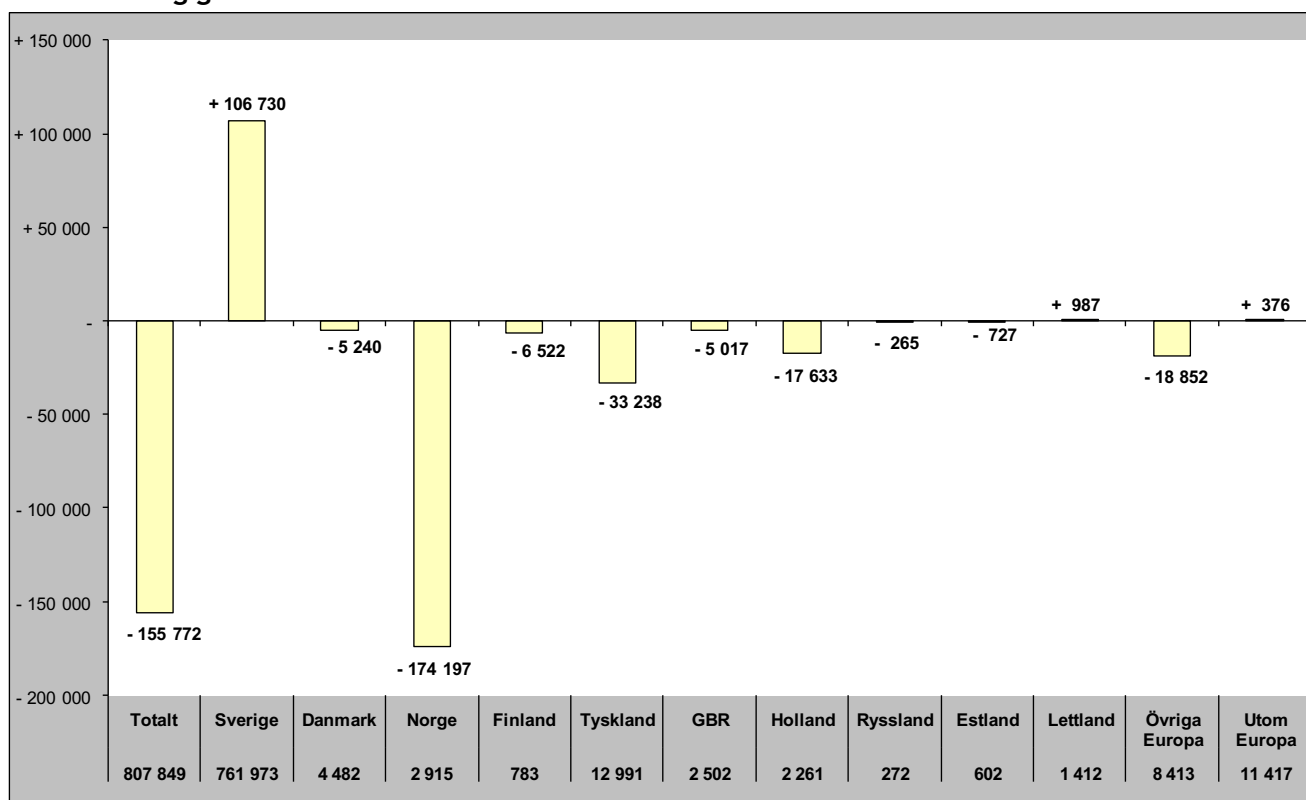 + 150 000
+ 100 000
+ 50 000
-
- 50 000
- 100 000
- 150 000
- 200 000
+ 106 730
+ 987
+ 376
- 5 240
- 6 522
- 5 017
- 265
- 727
- 17 633
- 18 852
- 33 238
- 155 772
- 174 197
Totalt Sverige Danmark Norge Finland Tyskland GBR Holland Ryssland Estland Lettland Övriga Europa Utom Europa
807 849 761 973 4 482 2 915 783 12 991 2 502 2 261 272 602 1 412 8 413 11 417